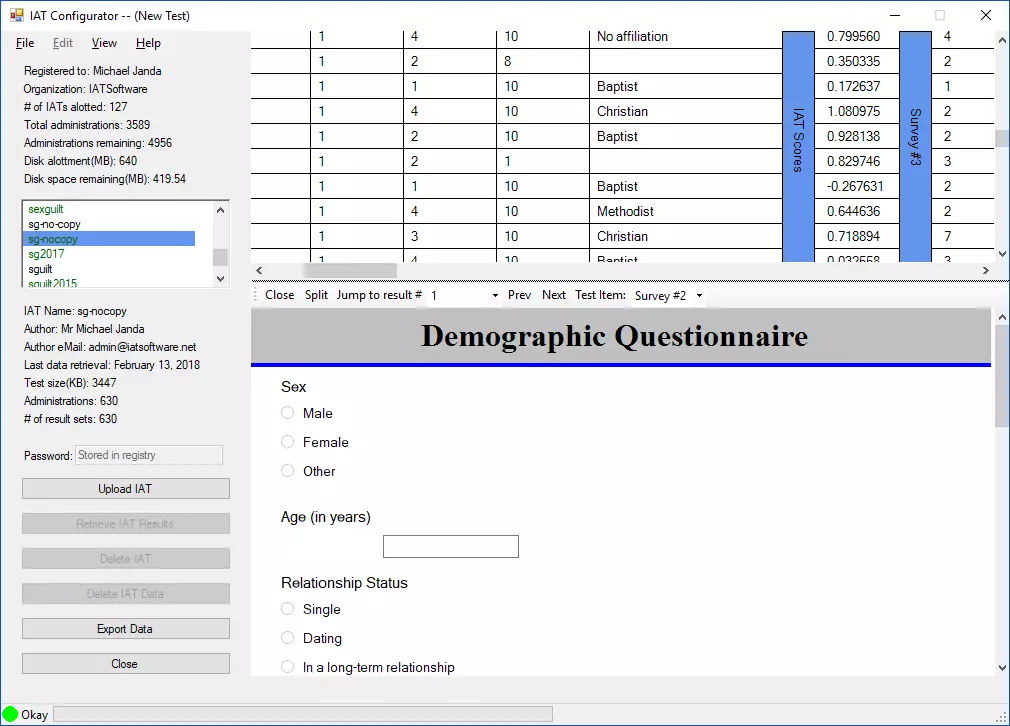 IAT Configurator -- (New Test)
File Edit View Help
Registered to: Michael Janda
Organization: IATSoftware
# of IATs alotted: 127
Total administrations: 3589
Administrations remaining: 4956
Disk alottment(MB): 640
Disk space remaining(MB): 419.54
sexguilt
sg-no-copy
sg-nocopy
sg2017
sguilt
sguilt2015
IAT Name: sg-nocopy
Author: Mr Michael Janda
Author eMail: admin@iatsoftware.net
Last data retrieval: February 13, 2018
Test size(KB): 3447
Administrations: 630
# of result sets: 630
Password: Stored in registry
Upload IAT
Retrieve IAT Results
Delete IAT
Delete IAT Data
Export Data
Close
1 4 10 No affiliation 0.799560 4
1 2 8 0.350335 2
1 1 10 Baptist 0.172637 1
1 4 10 Christian 1.080975 2
1 2 10 Baptist 0.928138 2
1 2 1 0.829746 3
1 1 10 Baptist -0.267631 2
1 4 10 Methodist 0.644636 2
1 3 10 Christian 0.718894 7
1 4 10 Baptist 0.032558 3
IAT Scores
Survey #3
Close Split Jump to result # 1 Prev Next Test Item: Survey #2
Demographic Questionnaire
Sex
Male
Female
Other
Age (in years)
Relationship Status
Single
Dating
In a long-term relationship
Okay